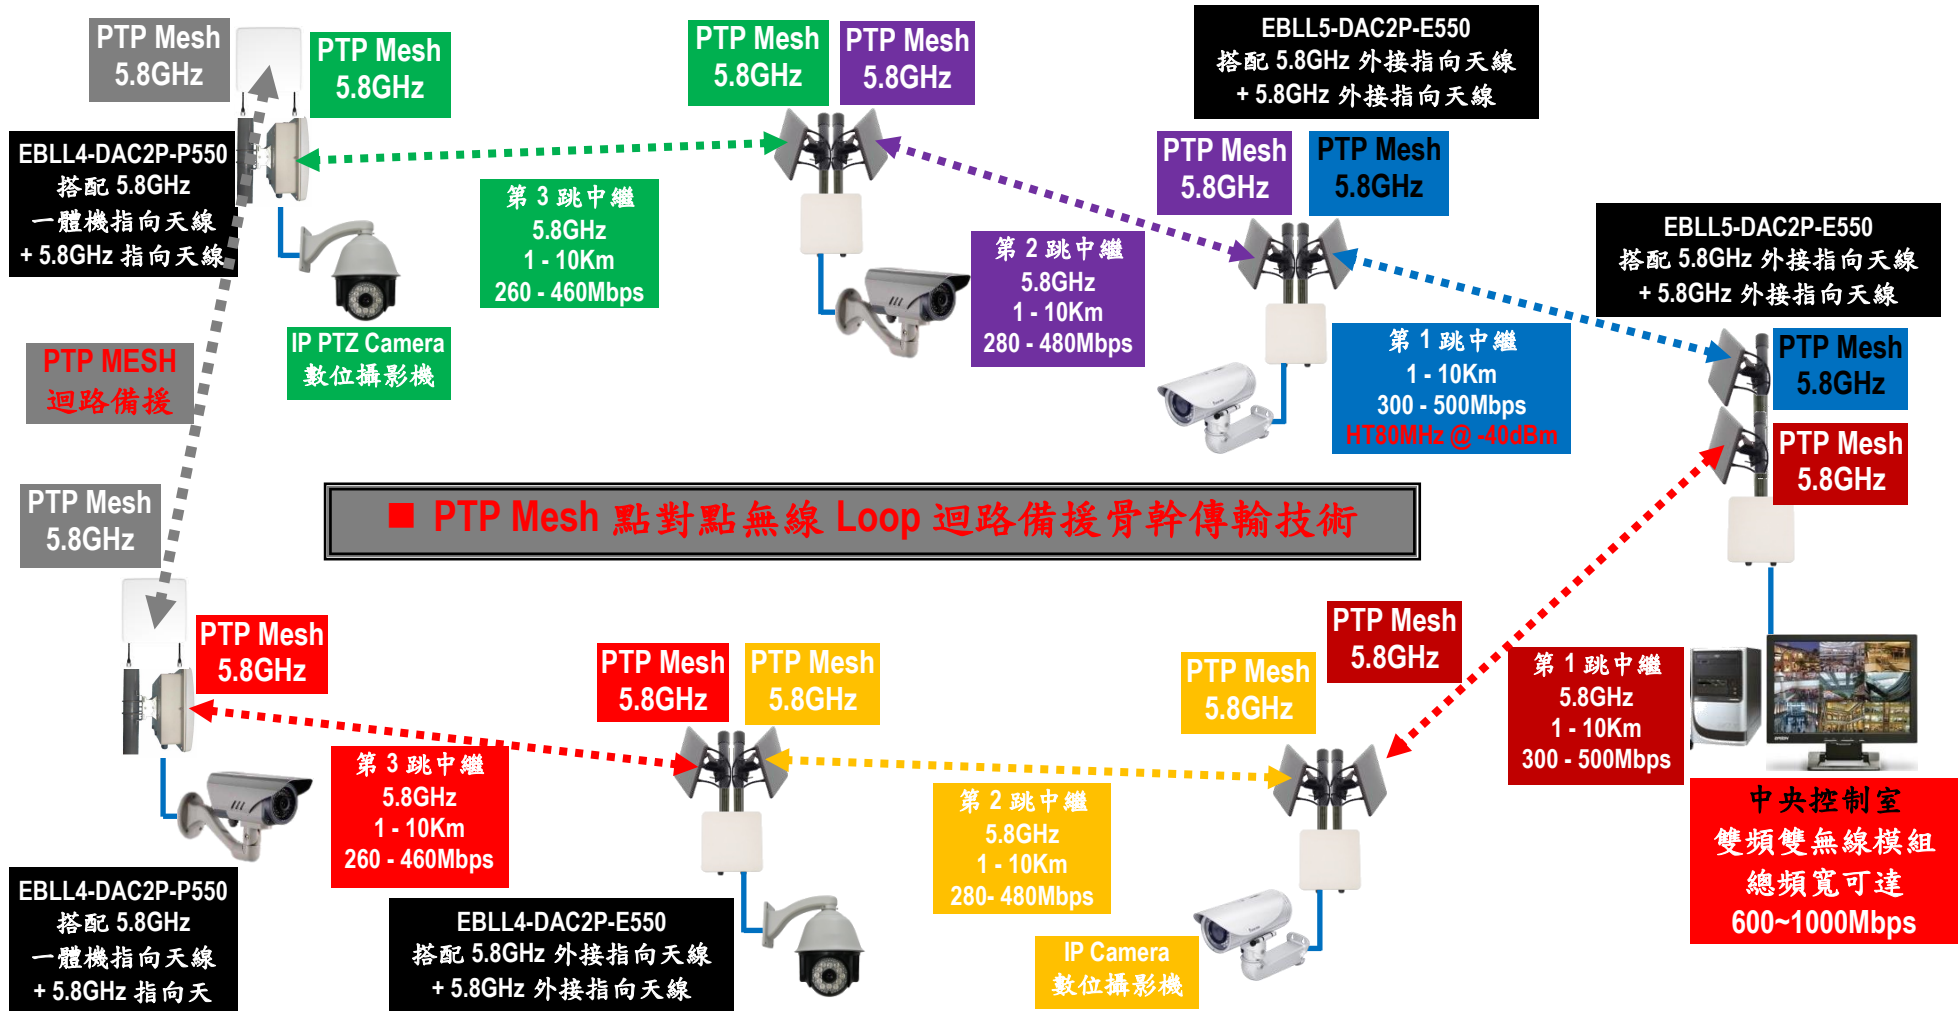 PTP Mesh
5.8GHz
PTP Mesh
5.8GHz
PTP Mesh
5.8GHz
PTP Mesh
5.8GHz
EBLL5-DAC2P-E550
搭配 5.8GHz 外接指向天線
+ 5.8GHz 外接指向天線
EBLL4-DAC2P-P550
搭配 5.8GHz
一體機指向天線
+ 5.8GHz 指向天線
第 3 跳中繼
5.8GHz
1 - 10Km
260 - 460Mbps
PTP Mesh
5.8GHz
PTP Mesh
5.8GHz
第 2 跳中繼
5.8GHz
1 - 10Km
280 - 480Mbps
EBLL5-DAC2P-E550
搭配 5.8GHz 外接指向天線
+ 5.8GHz 外接指向天線
IP PTZ Camera
數位攝影機
第 1 跳中繼
1 - 10Km
300 - 500Mbps
HT80MHz @ -40dBm
PTP Mesh
5.8GHz
PTP MESH
迴路備援
PTP Mesh
5.8GHz
PTP Mesh
5.8GHz
■ PTP Mesh 點對點無線 Loop 迴路備援骨幹傳輸技術
PTP Mesh
5.8GHz
PTP Mesh
5.8GHz
PTP Mesh
5.8GHz
PTP Mesh
5.8GHz
PTP Mesh
5.8GHz
第 1 跳中繼
5.8GHz
1 - 10Km
300 - 500Mbps
第 3 跳中繼
5.8GHz
1 - 10Km
260 - 460Mbps
第 2 跳中繼
5.8GHz
1 - 10Km
280- 480Mbps
中央控制室
雙頻雙無線模組
總頻寬可達
600~1000Mbps
EBLL4-DAC2P-P550
搭配 5.8GHz
一體機指向天線
+ 5.8GHz 指向天
EBLL4-DAC2P-E550
搭配 5.8GHz 外接指向天線
+ 5.8GHz 外接指向天線
IP Camera
數位攝影機